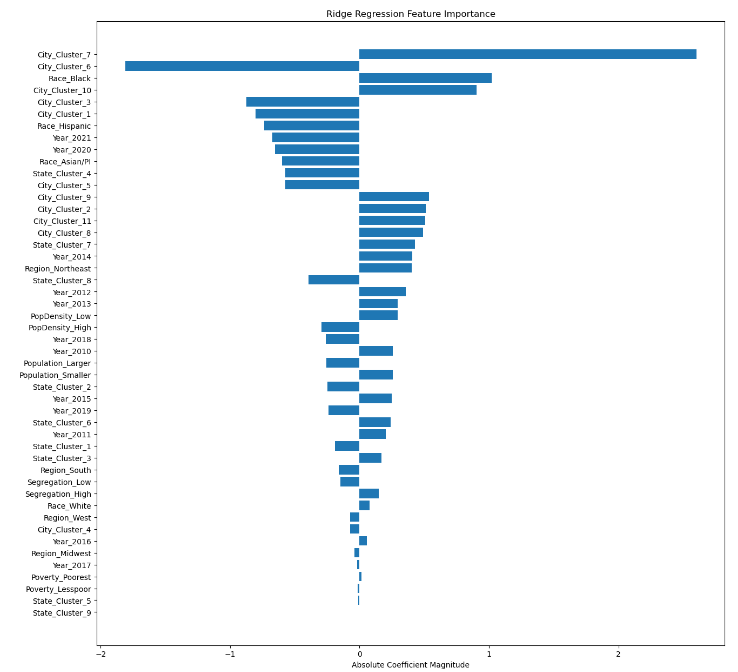 Ridge Regression Feature Importance
City_Cluster_7
City_Cluster_6
Race_Black
City_Cluster_10
City_Cluster_3
City_Cluster_1
Race_Hispanic
Year_2021
Year_2020
Race_Asian/PI
State_Cluster_4
City_Cluster_5
City_Cluster_9
City_Cluster_2
City_Cluster_11
City_Cluster_8
State_Cluster_7
Year_2014
Region_Northeast
State_Cluster_8
Year_2012
Year_2013
PopDensity_Low
PopDensity_High
Year_2018
Year_2010
Population_Larger
Population_Smaller
State_Cluster_2
Year_2015
Year_2019
State_Cluster_6
Year_2011
State_Cluster_1
State_Cluster_3
Region_South
Segregation_Low
Segregation_High
Race_White
Region_West
City_Cluster_4
Year_2016
Region_Midwest
Year_2017
Poverty_Poorest
Poverty_Lesspoor
State_Cluster_5
State_Cluster_9
−2 −1 0 1 2
Absolute Coefficient Magnitude